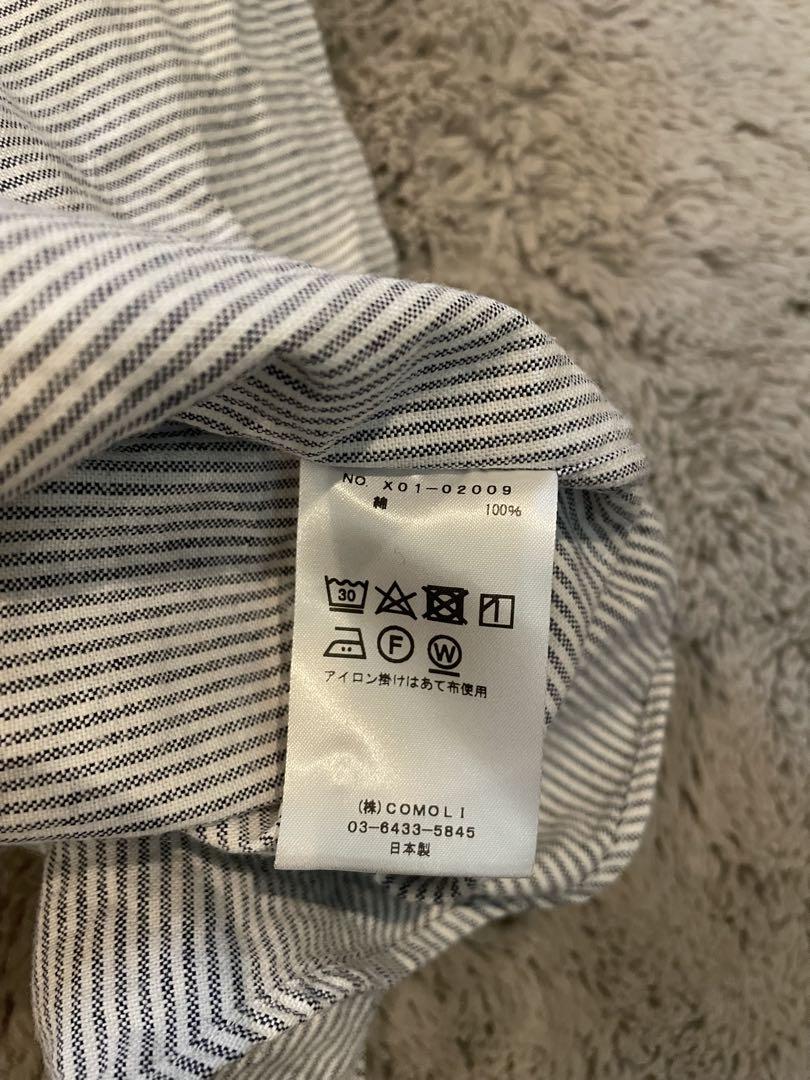 NO. X01-02009
綿 100%
30
F W
アイロン掛けはあて布使用
(株)COMOLI
03-6433-5845
日本製